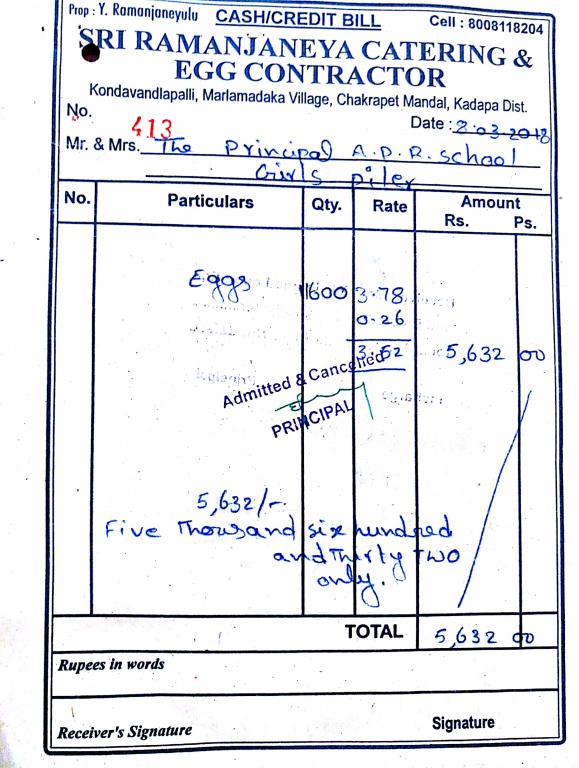 Prop : Y. Ramanjaneyulu CASH/CREDIT BILL Cell : 8008118204
SRI RAMANJANEYA CATERING &
EGG CONTRACTOR
Kondavandlapalli, Marlamadaka Village, Chakrapet Mandal, Kadapa Dist.
No. 413 Date : 2.03.2018
Mr. & Mrs. The Principal A.P.R. school
Girls piler
No. Particulars Qty. Rate Amount
Rs. Ps.
Eggs 1600 3.78
0.26
3.52 5,632 00
Admitted & Cancelled
PRINCIPAL
5,632/-
Five Thousand six hundred
and Thirty Two
only.
TOTAL 5,632 00
Rupees in words
Receiver's Signature Signature